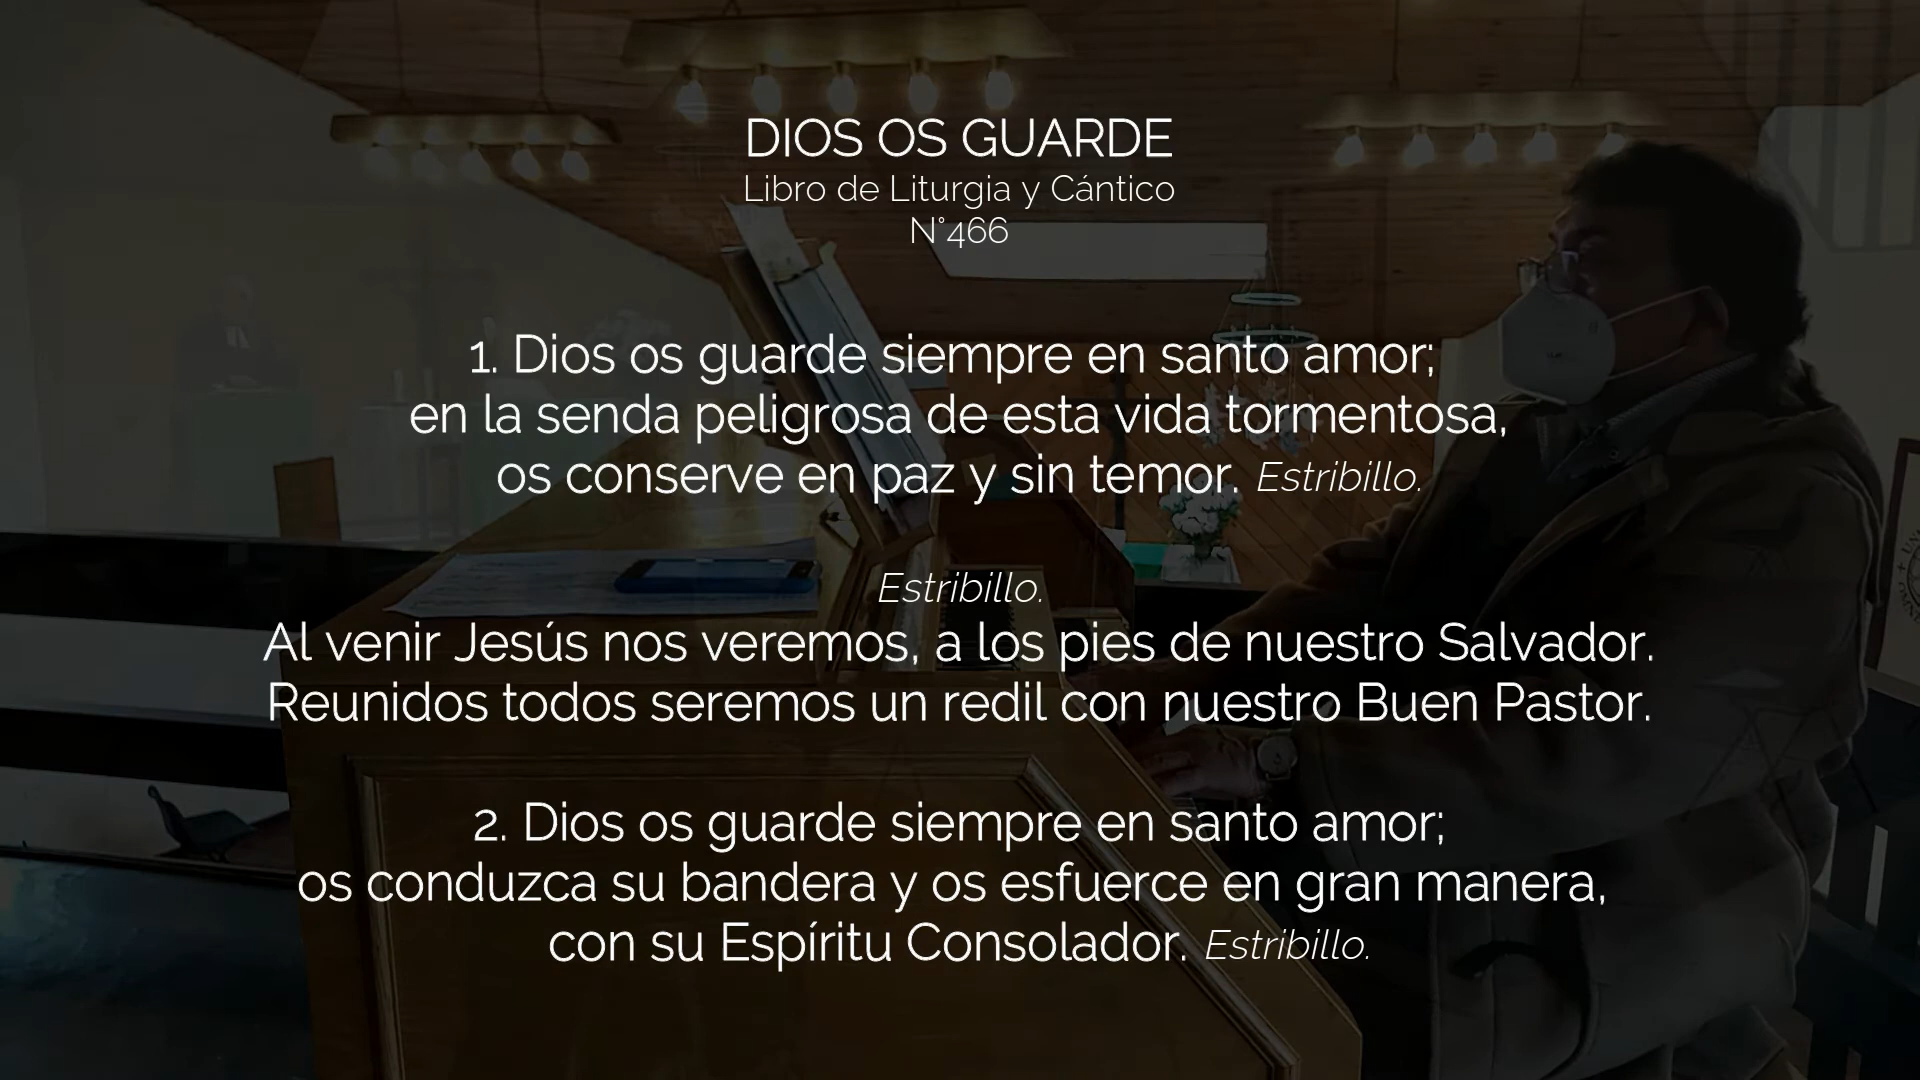 DIOS OS GUARDE
Libro de Liturgia y Cántico
N°466
1. Dios os guarde siempre en santo amor;
en la senda peligrosa de esta vida tormentosa,
os conserve en paz y sin temor. Estribillo.
Estribillo.
Al venir Jesús nos veremos, a los pies de nuestro Salvador.
Reunidos todos seremos un redil con nuestro Buen Pastor.
2. Dios os guarde siempre en santo amor;
os conduzca su bandera y os esfuerce en gran manera,
con su Espíritu Consolador. Estribillo.